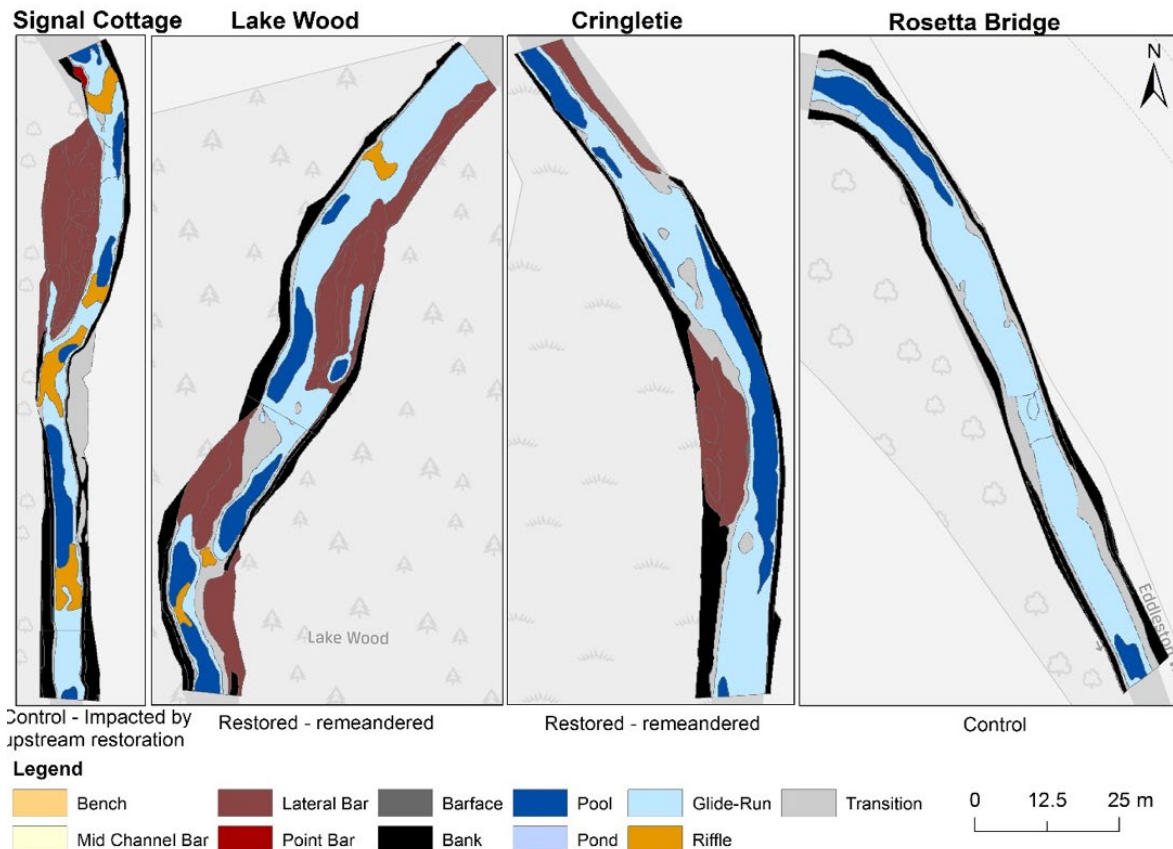 Signal Cottage
Lake Wood
Cringletie
Rosetta Bridge
N
Lake Wood
Eddleston
Control - Impacted by
upstream restoration
Restored - remeandered
Restored - remeandered
Control
Legend
Bench
Lateral Bar
Barface
Pool
Glide-Run
Transition
Mid Channel Bar
Point Bar
Bank
Pond
Riffle
0 12.5 25 m